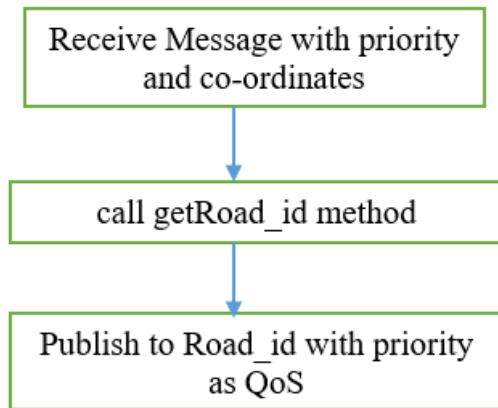 Receive Message with priority
and co-ordinates
call getRoad_id method
Publish to Road_id with priority
as QoS